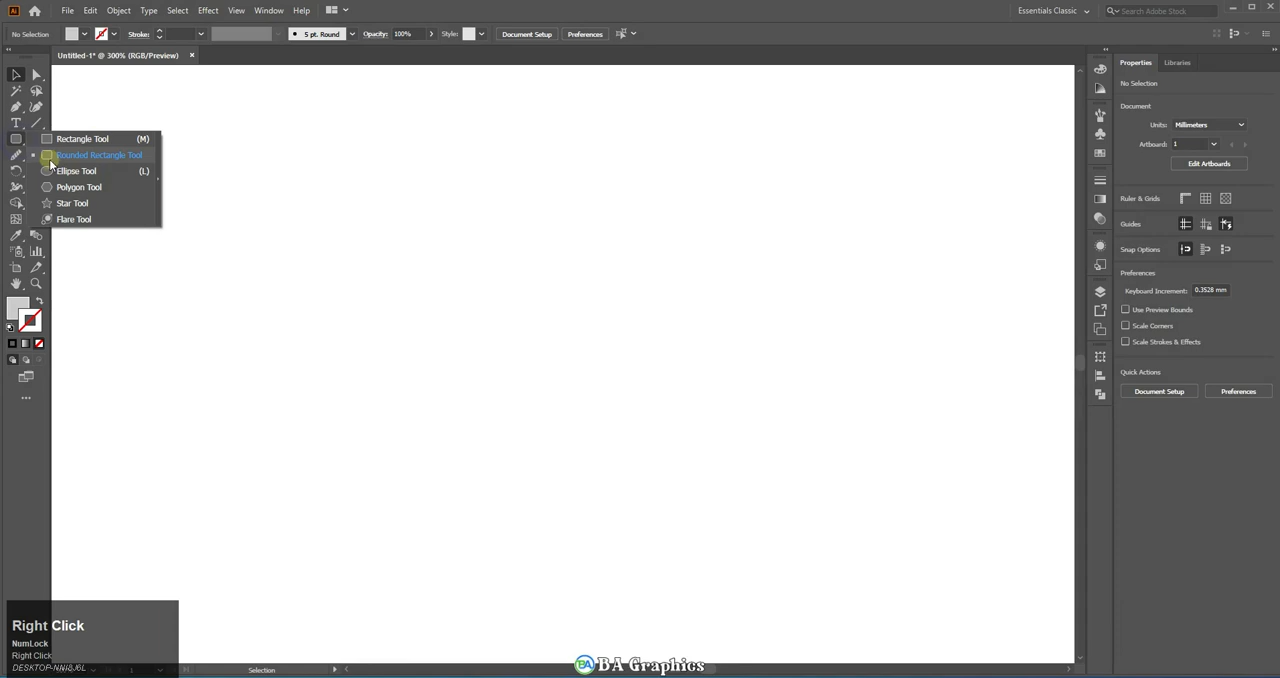 Ai File Edit Object Type Select Effect View Window Help Essentials Classic Search Adobe Stock
No Selection Stroke: 5 pt. Round Opacity: 100% Style: Document Setup Preferences
Untitled-1* @ 300% (RGB/Preview) ×
Properties Libraries
No Selection
Document
Units: Millimeters
Artboard: 1
Edit Artboards
Ruler & Grids
Guides
Snap Options
Preferences
Keyboard Increment: 0.3528 mm
Use Preview Bounds
Scale Corners
Scale Strokes & Effects
Quick Actions
Document Setup Preferences
Rectangle Tool (M)
Rounded Rectangle Tool
Ellipse Tool (L)
Polygon Tool
Star Tool
Flare Tool
Right Click
NumLock
Right Click
1 Selection
BA BA Graphics